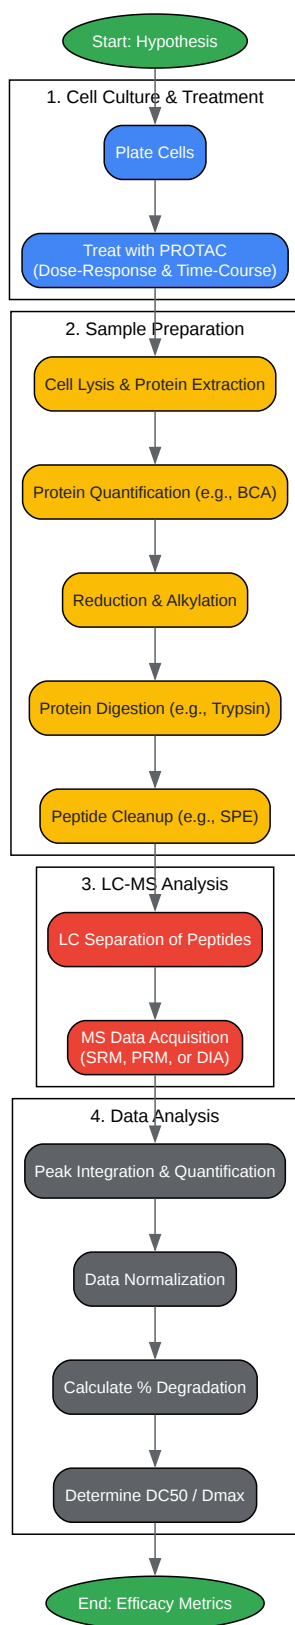 Start: Hypothesis
1. Cell Culture & Treatment
Plate Cells
Treat with PROTAC
(Dose-Response & Time-Course)
2. Sample Preparation
Cell Lysis & Protein Extraction
Protein Quantification (e.g., BCA)
Reduction & Alkylation
Protein Digestion (e.g., Trypsin)
Peptide Cleanup (e.g., SPE)
3. LC-MS Analysis
LC Separation of Peptides
MS Data Acquisition
(SRM, PRM, or DIA)
4. Data Analysis
Peak Integration & Quantification
Data Normalization
Calculate % Degradation
Determine DC50 / Dmax
End: Efficacy Metrics